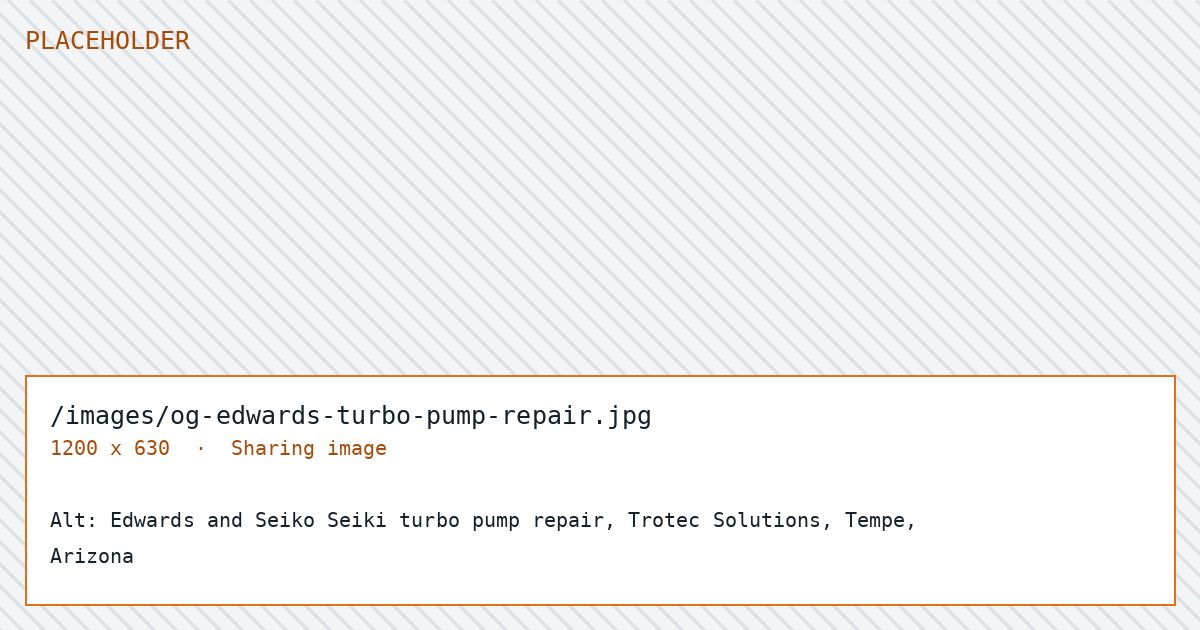 PLACEHOLDER
/images/og-edwards-turbo-pump-repair.jpg
1200 x 630 · Sharing image
Alt: Edwards and Seiko Seiki turbo pump repair, Trotec Solutions, Tempe,
Arizona